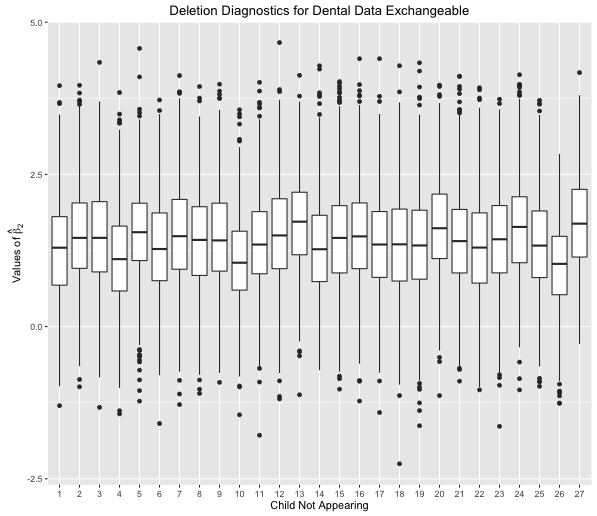 Deletion Diagnostics for Dental Data Exchangeable
5.0
2.5
0.0
-2.5
Values of β̂₂
1 2 3 4 5 6 7 8 9 10 11 12 13 14 15 16 17 18 19 20 21 22 23 24 25 26 27
Child Not Appearing